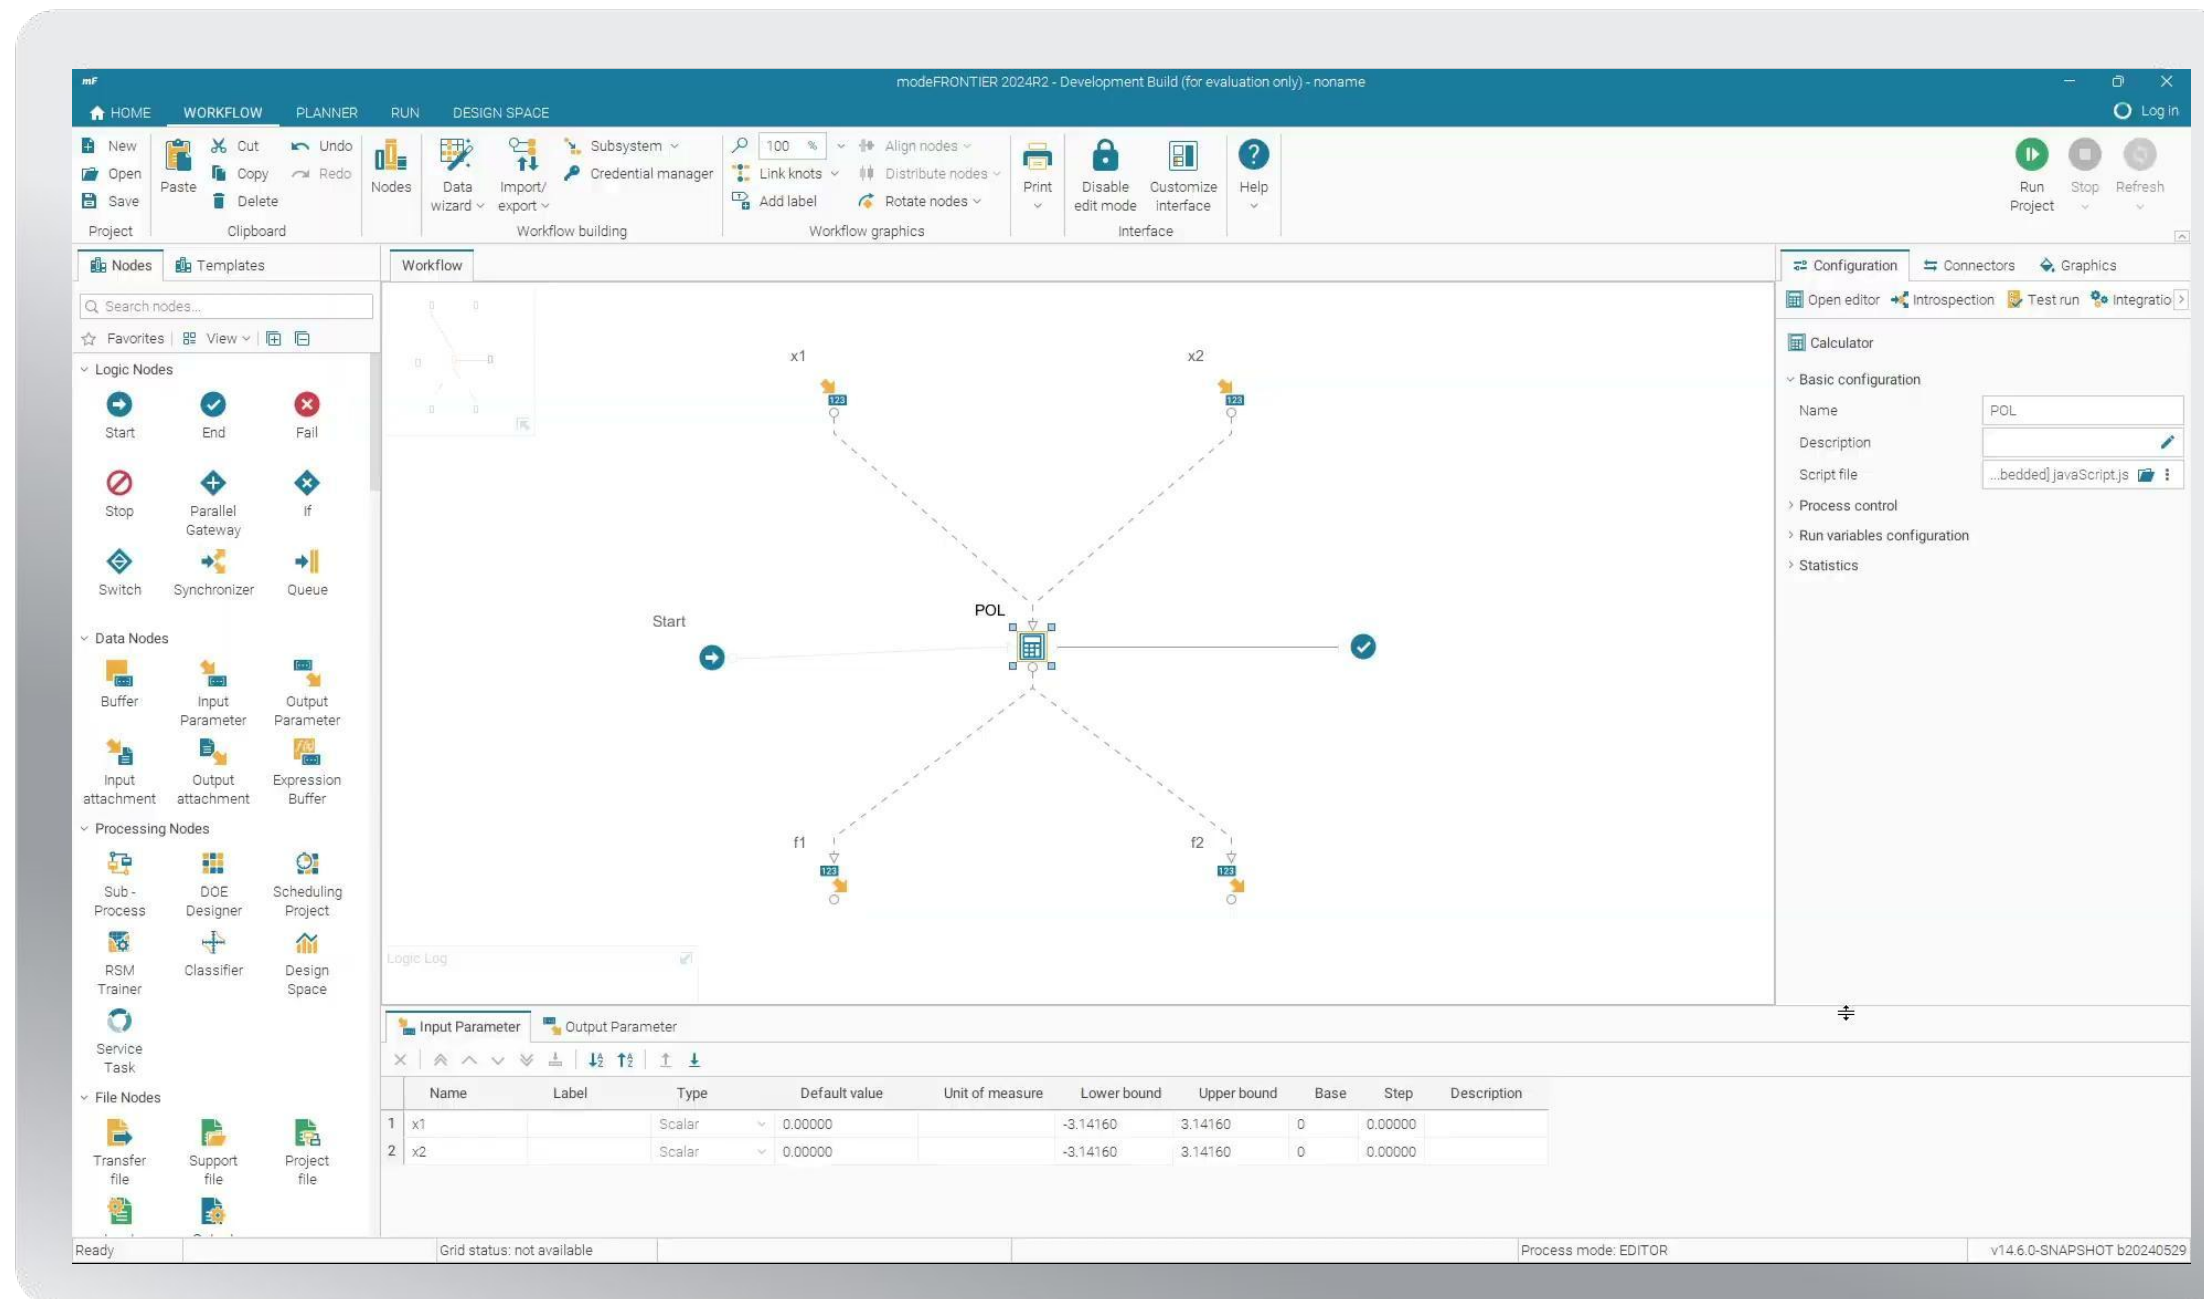 mF
modeFRONTIER 2024R2 - Development Build (for evaluation only) - noname
HOME WORKFLOW PLANNER RUN DESIGN SPACE
Log in
New Cut Undo
Open Copy Redo
Save Delete
Paste
Project Clipboard
Nodes
Data wizard
Import/ export
Subsystem
Credential manager
Workflow building
100 %
Link knots
Add label
Align nodes
Distribute nodes
Rotate nodes
Workflow graphics
Print
Disable edit mode
Customize interface
Interface
Help
Run Project
Stop
Refresh
Nodes Templates
Search nodes...
Favorites View
Logic Nodes
Start End Fail
Stop Parallel Gateway If
Switch Synchronizer Queue
Data Nodes
Buffer Input Parameter Output Parameter
Input attachment Output attachment Expression Buffer
Processing Nodes
Sub - Process DOE Designer Scheduling Project
RSM Trainer Classifier Design Space
Service Task
File Nodes
Transfer file Support file Project file
Workflow
x1 x2
123 123
POL
Start
f1 f2
123 123
Logic Log
Configuration Connectors Graphics
Open editor Introspection Test run Integratio
Calculator
Basic configuration
Name POL
Description
Script file ...bedded] javaScript.js
Process control
Run variables configuration
Statistics
Input Parameter Output Parameter
Name Label Type Default value Unit of measure Lower bound Upper bound Base Step Description
1 x1 Scalar 0.00000 -3.14160 3.14160 0 0.00000
2 x2 Scalar 0.00000 -3.14160 3.14160 0 0.00000
Ready Grid status: not available Process mode: EDITOR v14.6.0-SNAPSHOT b20240529